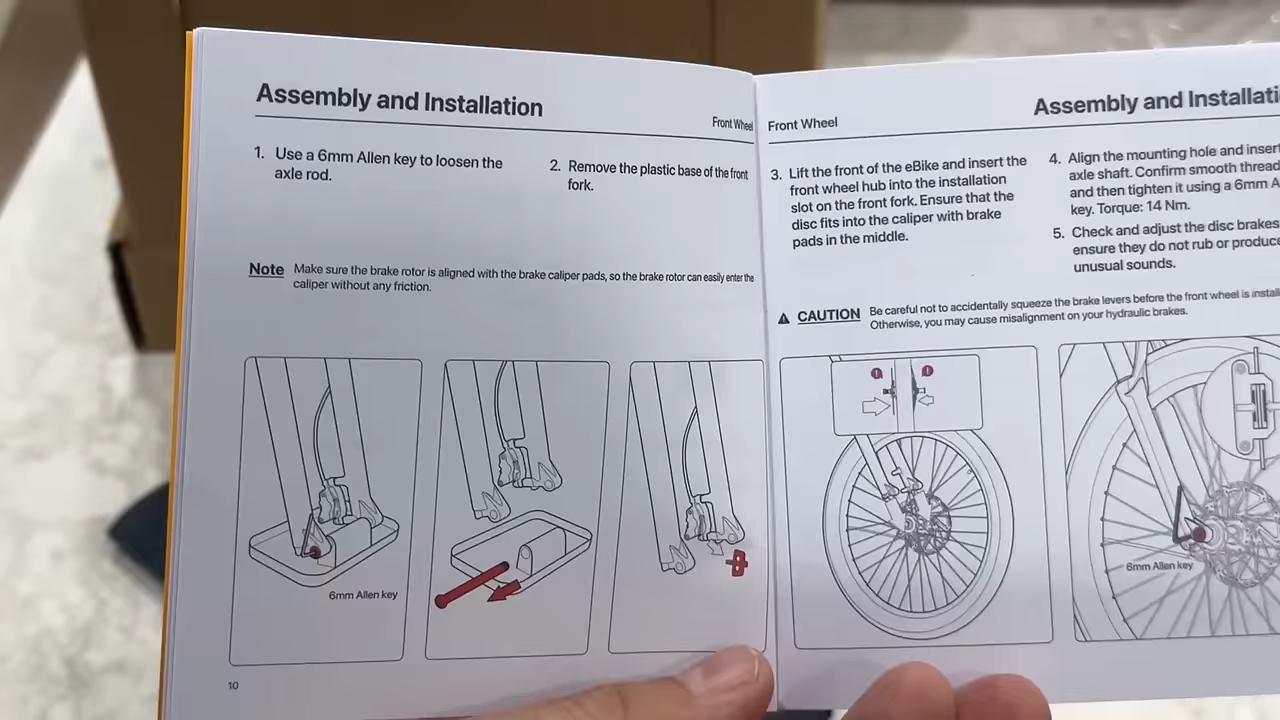 Assembly and Installation
Front Wheel
1. Use a 6mm Allen key to loosen the
axle rod.
2. Remove the plastic base of the front
fork.
Note Make sure the brake rotor is aligned with the brake caliper pads, so the brake rotor can easily enter the
caliper without any friction.
6mm Allen key
10
Front Wheel
Assembly and Installati
3. Lift the front of the eBike and insert the
front wheel hub into the installation
slot on the front fork. Ensure that the
disc fits into the caliper with brake
pads in the middle.
4. Align the mounting hole and inser
axle shaft. Confirm smooth thread
and then tighten it using a 6mm A
key. Torque: 14 Nm.
5. Check and adjust the disc brakes
ensure they do not rub or produc
unusual sounds.
CAUTION Be careful not to accidentally squeeze the brake levers before the front wheel is install
Otherwise, you may cause misalignment on your hydraulic brakes.
6mm Allen key